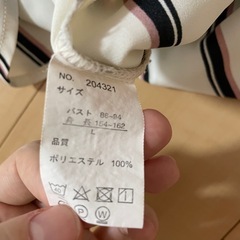 NO. 204321
サイズ
バスト 86-94
身長 154-162
L
品質
ポリエステル 100%